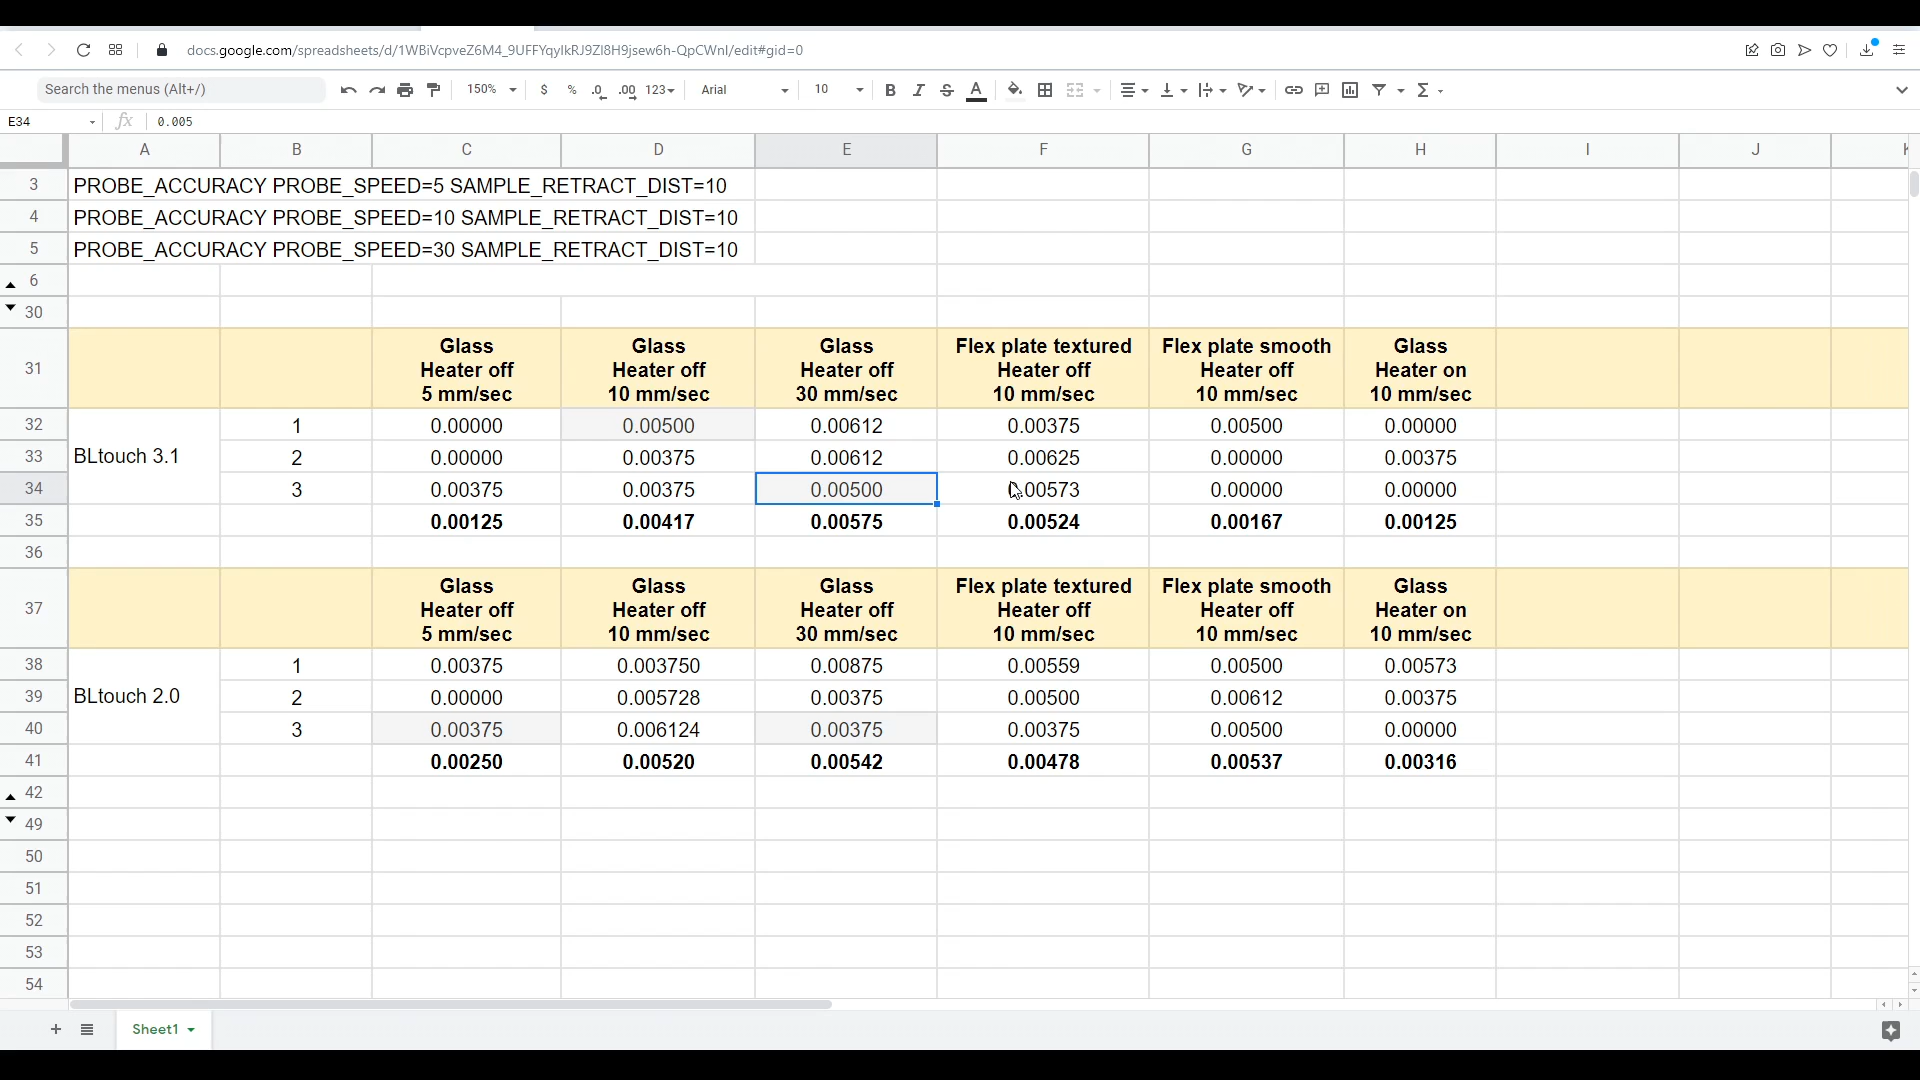 docs.google.com/spreadsheets/d/1WBiVcpveZ6M4_9UFFYqylkRJ9Zl8H9jsew6h-QpCWnI/edit#gid=0
Search the menus (Alt+/) 150% $ % .0 .00 123 Arial 10 B I S A
E34 fx 0.005
A B C D E F G H I J K
3 PROBE_ACCURACY PROBE_SPEED=5 SAMPLE_RETRACT_DIST=10
4 PROBE_ACCURACY PROBE_SPEED=10 SAMPLE_RETRACT_DIST=10
5 PROBE_ACCURACY PROBE_SPEED=30 SAMPLE_RETRACT_DIST=10
6
30
Glass Glass Glass Flex plate textured Flex plate smooth Glass
31 Heater off Heater off Heater off Heater off Heater off Heater on
5 mm/sec 10 mm/sec 30 mm/sec 10 mm/sec 10 mm/sec 10 mm/sec
32 1 0.00000 0.00500 0.00612 0.00375 0.00500 0.00000
33 BLtouch 3.1 2 0.00000 0.00375 0.00612 0.00625 0.00000 0.00375
34 3 0.00375 0.00375 0.00500 0.00573 0.00000 0.00000
35 0.00125 0.00417 0.00575 0.00524 0.00167 0.00125
36
Glass Glass Glass Flex plate textured Flex plate smooth Glass
37 Heater off Heater off Heater off Heater off Heater off Heater on
5 mm/sec 10 mm/sec 30 mm/sec 10 mm/sec 10 mm/sec 10 mm/sec
38 1 0.00375 0.003750 0.00875 0.00559 0.00500 0.00573
39 BLtouch 2.0 2 0.00000 0.005728 0.00375 0.00500 0.00612 0.00375
40 3 0.00375 0.006124 0.00375 0.00375 0.00500 0.00000
41 0.00250 0.00520 0.00542 0.00478 0.00537 0.00316
42
49
50
51
52
53
54
Sheet1